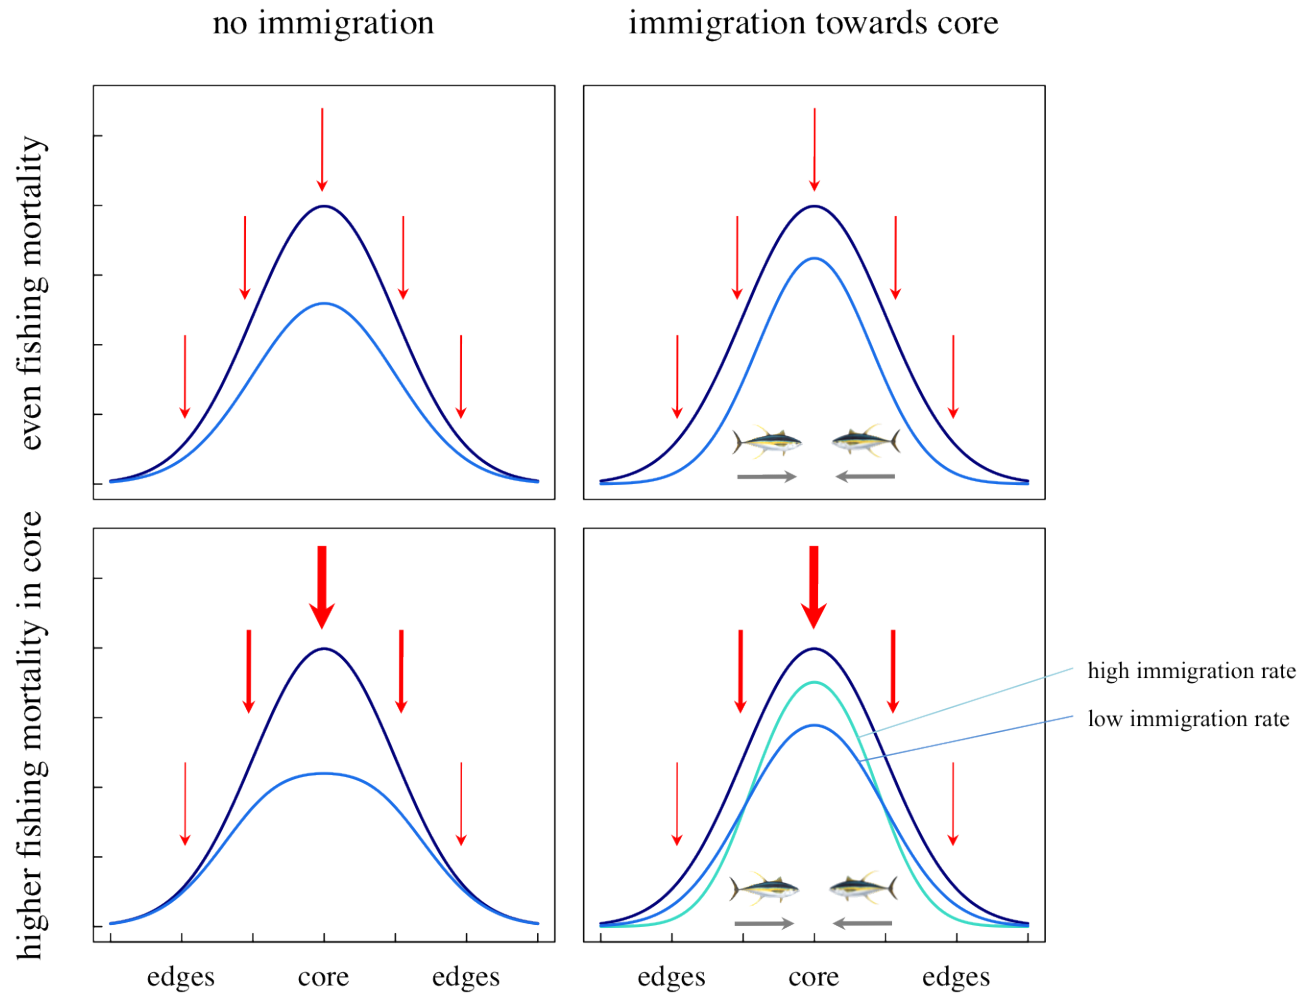 no immigration
immigration towards core
even fishing mortality
higher fishing mortality in core
high immigration rate
low immigration rate
edges
core
edges
edges
core
edges